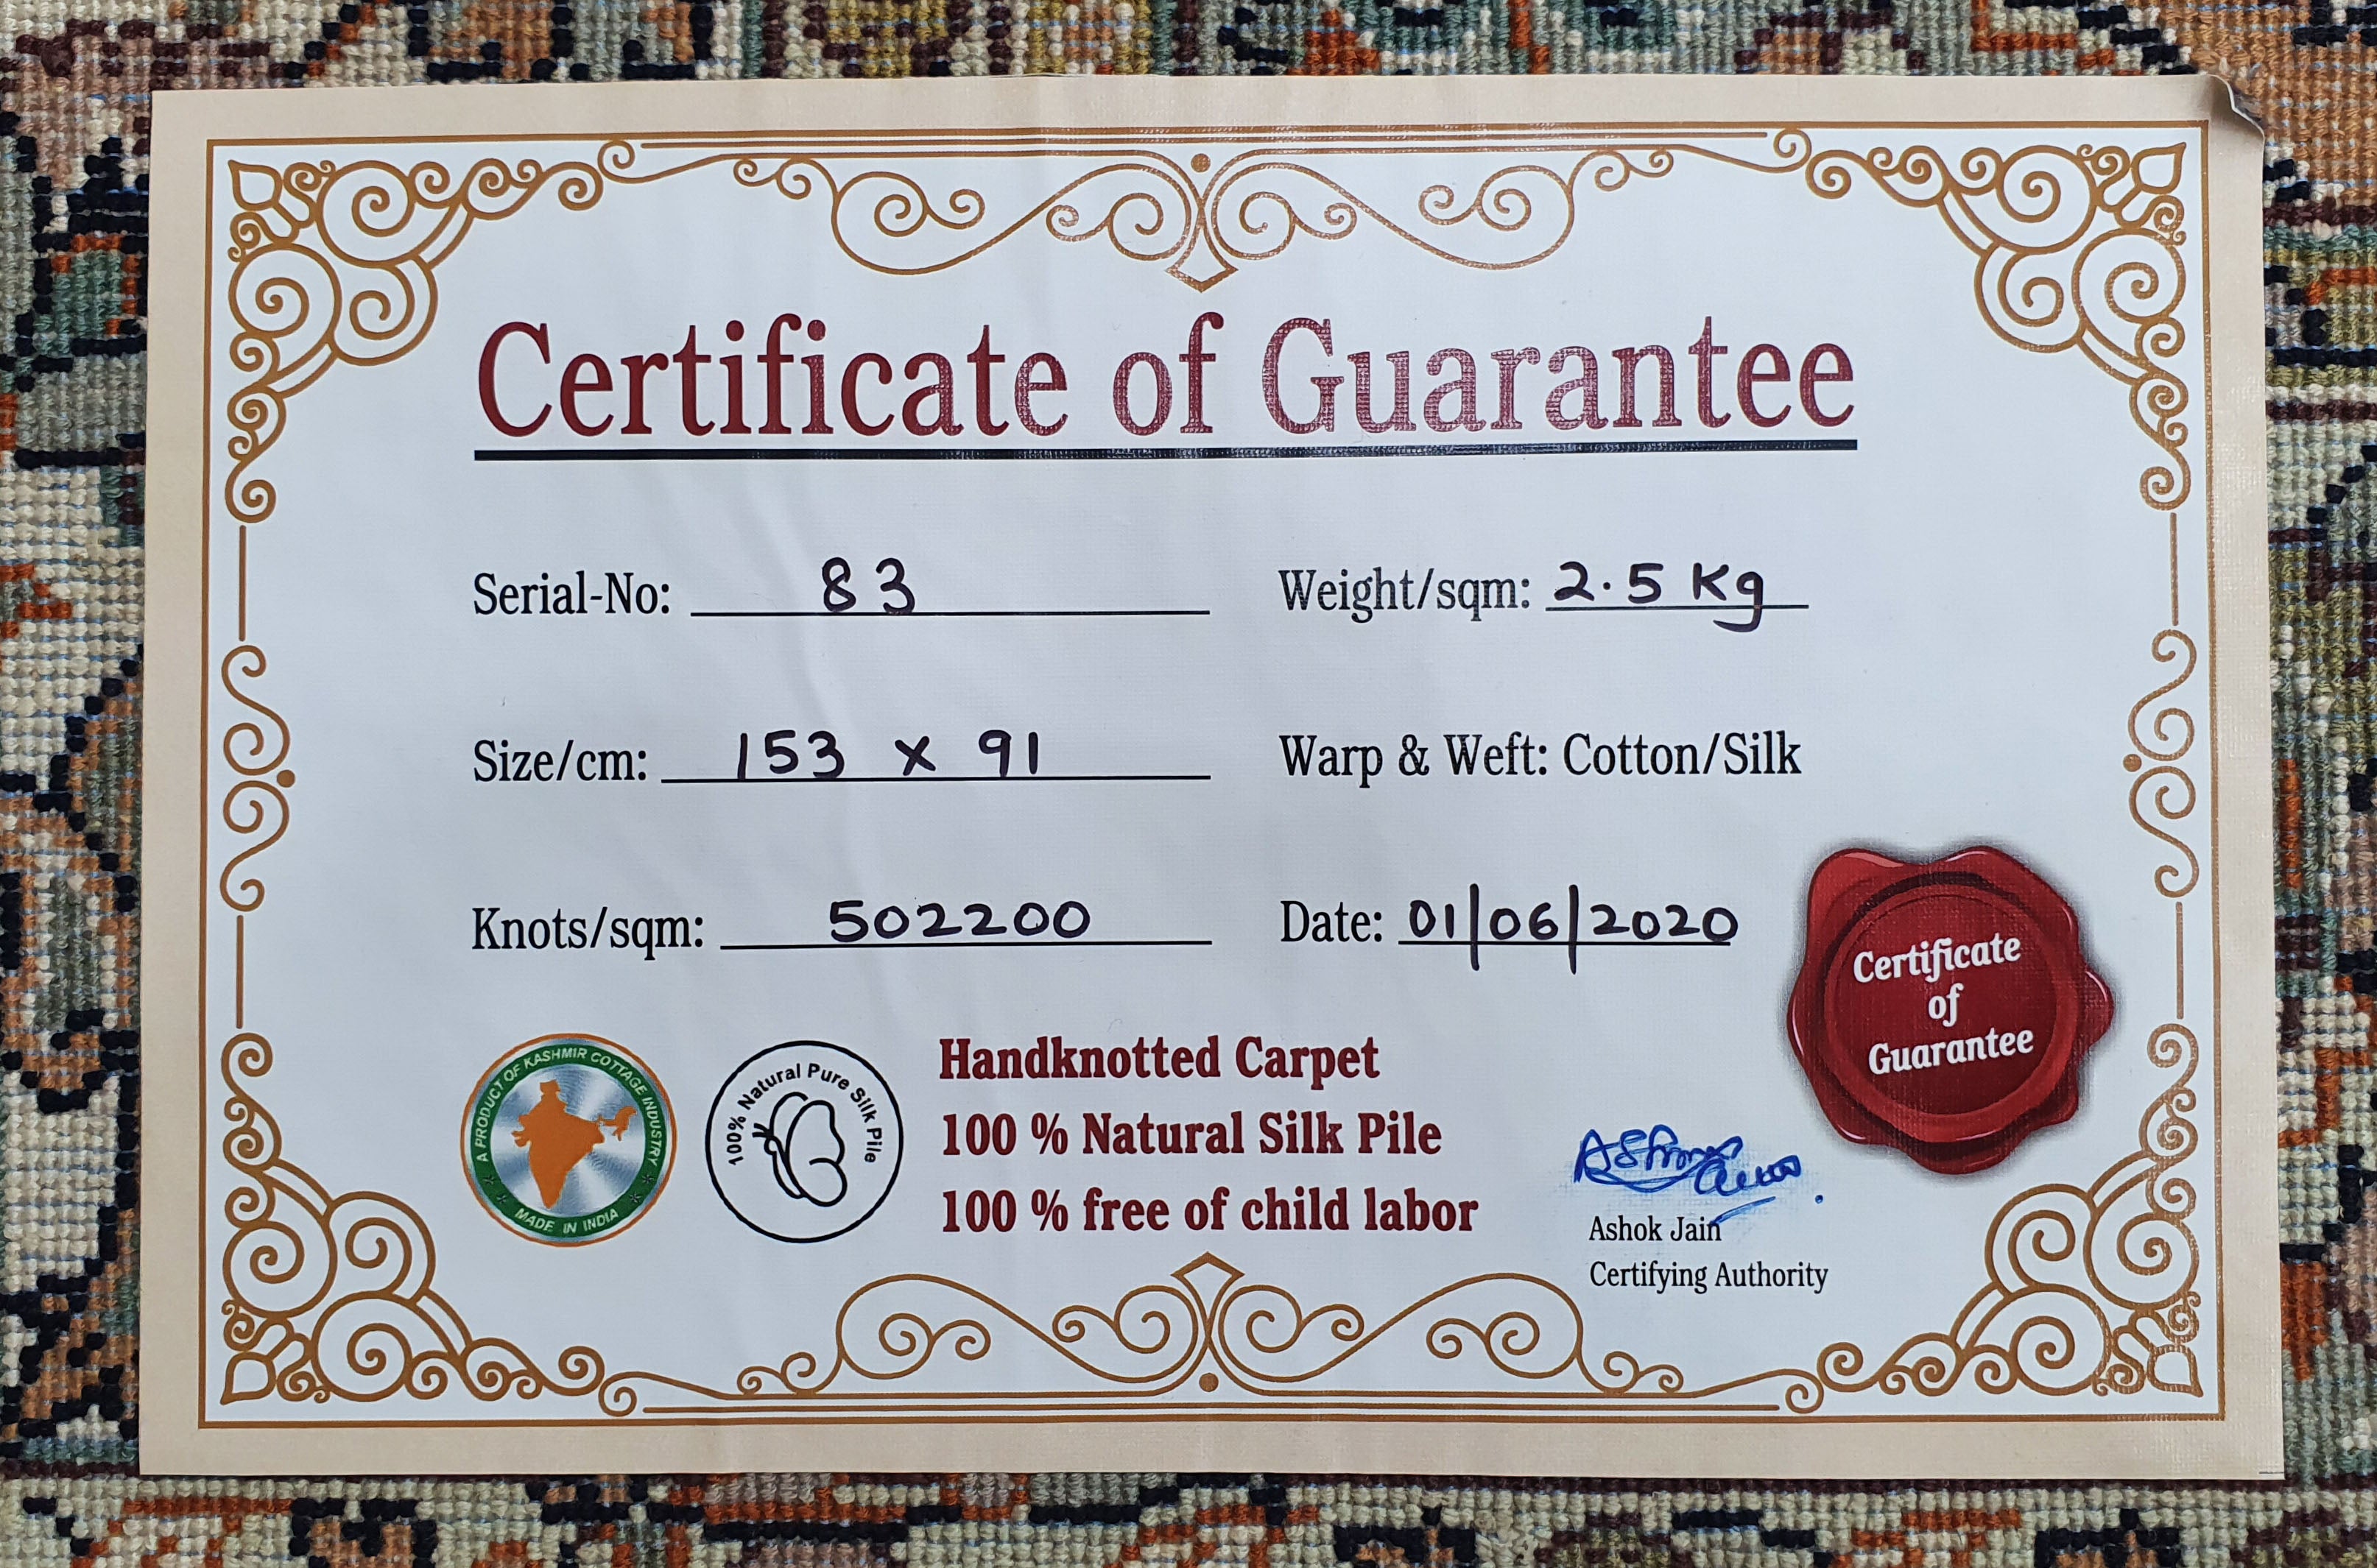 Certificate of Guarantee
Serial-No: 83
Weight/sqm: 2.5 Kg
Size/cm: 153 x 91
Warp & Weft: Cotton/Silk
Knots/sqm: 502200
Date: 01/06/2020
Certificate
of
Guarantee
A PRODUCT OF KASHMIR COTTAGE INDUSTRY
MADE IN INDIA
100% Natural Pure Silk Pile
Handknotted Carpet
100 % Natural Silk Pile
100 % free of child labor
Ashok Jain
Certifying Authority